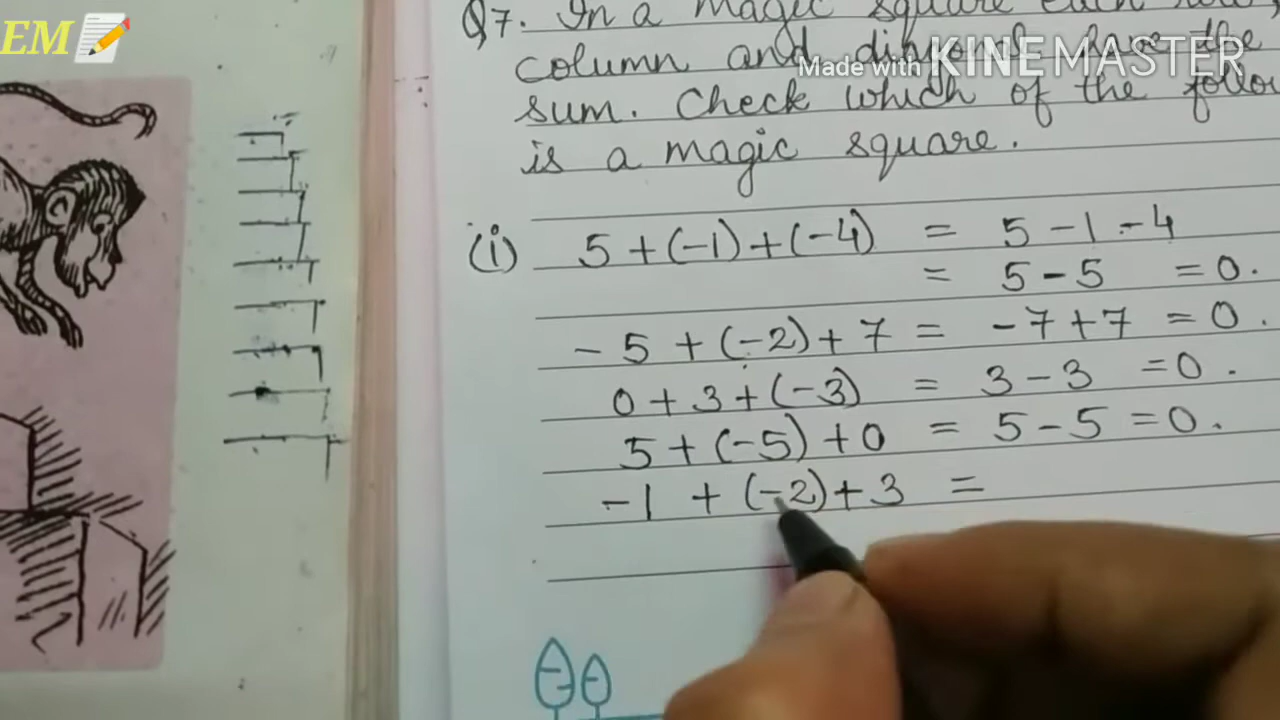 EM
Q7. In a magic square each row,
column and diagonal have the
Made with KINEMASTER
sum. Check which of the
is a magic square.
(i) 5 + (-1) + (-4) = 5 - 1 - 4
= 5 - 5 = 0.
- 5 + (-2) + 7 = - 7 + 7 = 0.
0 + 3 + (-3) = 3 - 3 = 0.
5 + (-5) + 0 = 5 - 5 = 0.
- 1 + (-2) + 3 =